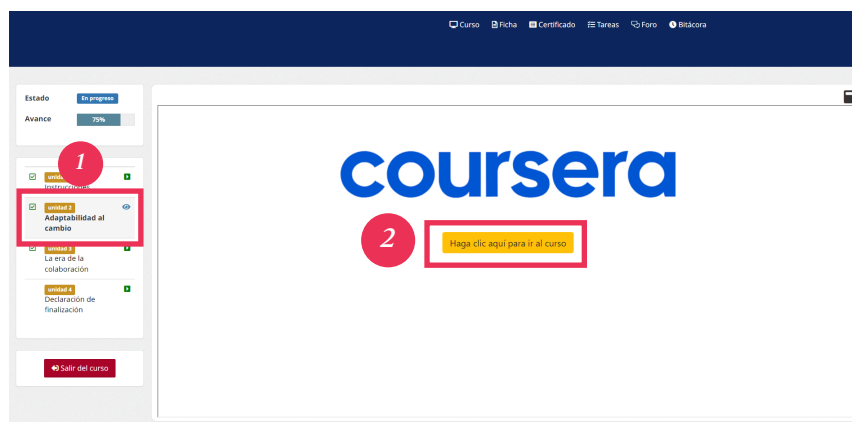 Curso Ficha Certificado Tareas Foro Bitácora
Estado En progreso
Avance 75%
1
Instrucciones
unidad 2
Adaptabilidad al
cambio
unidad 3
La era de la
colaboración
unidad 4
Declaración de
finalización
Salir del curso
coursera
2
Haga clic aquí para ir al curso